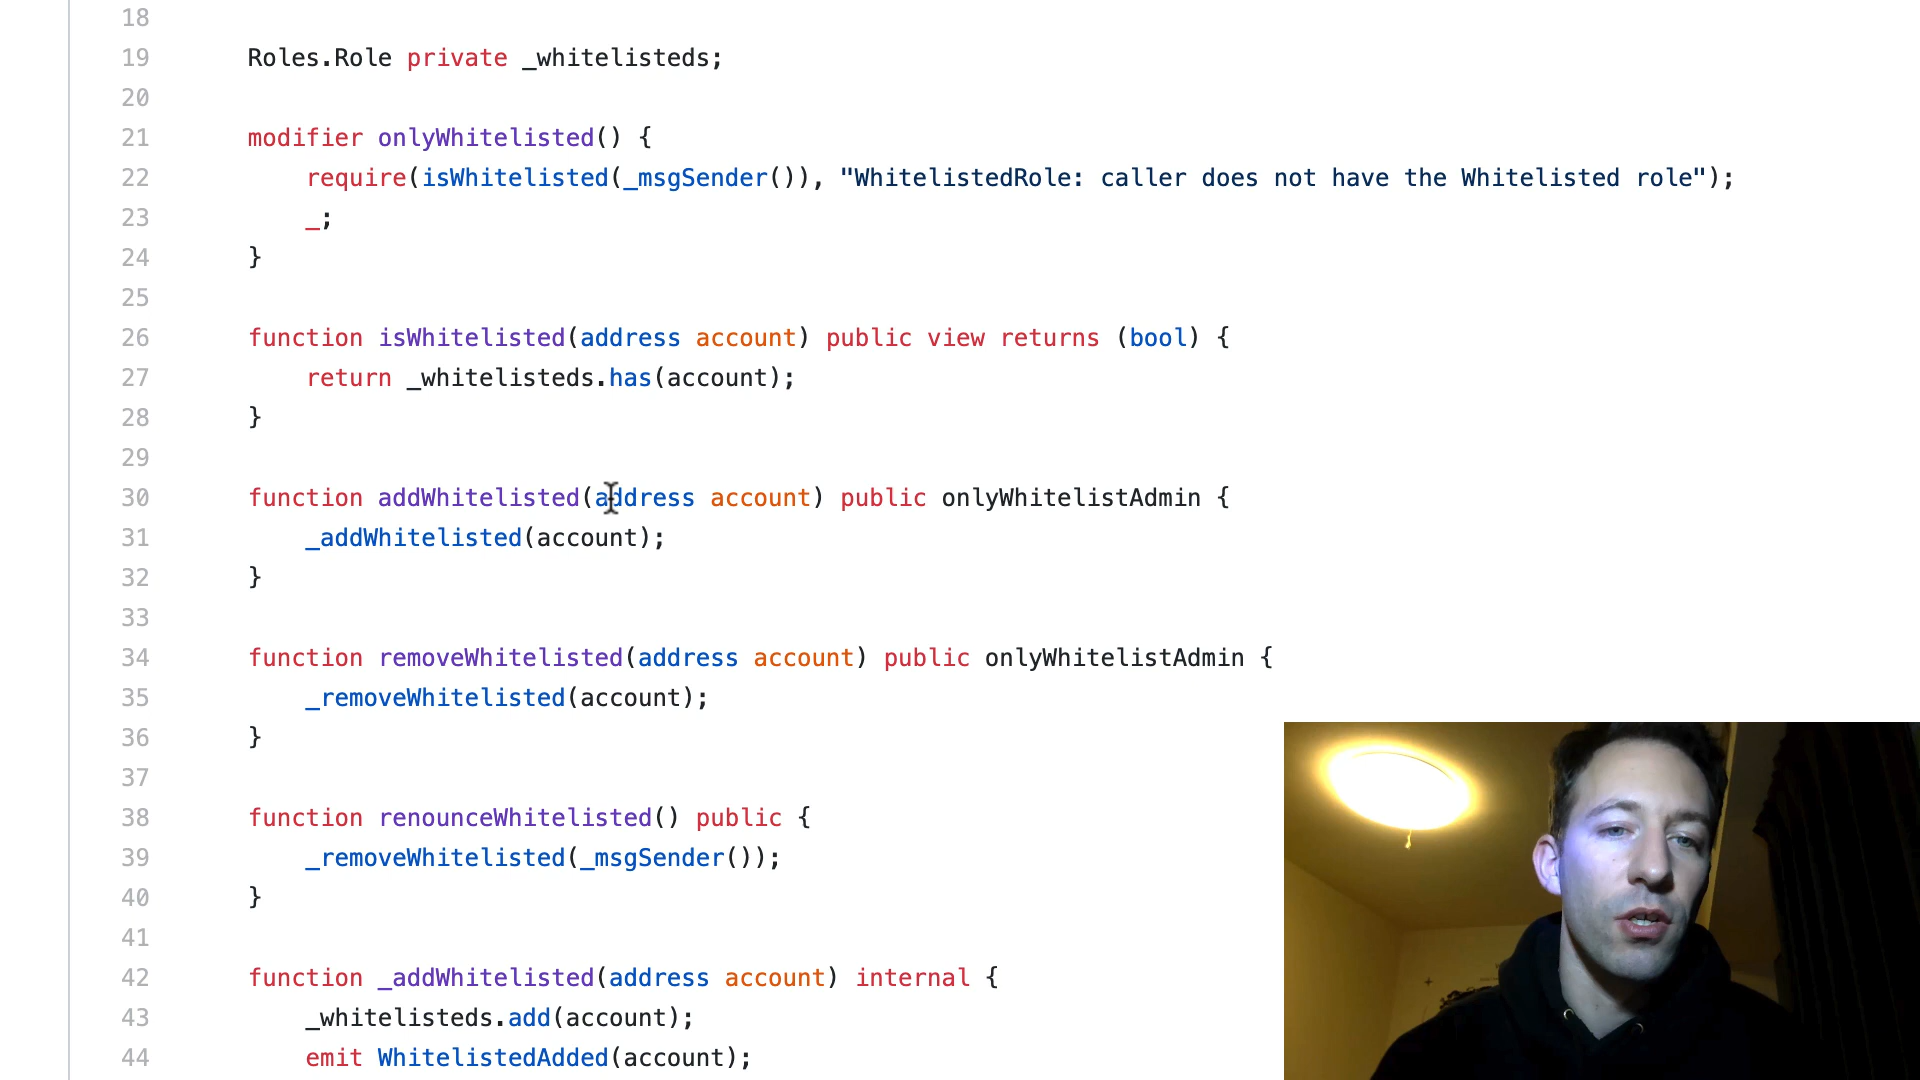 18
19 Roles.Role private _whitelisteds;
20
21 modifier onlyWhitelisted() {
22 require(isWhitelisted(_msgSender()), "WhitelistedRole: caller does not have the Whitelisted role");
23 _;
24 }
25
26 function isWhitelisted(address account) public view returns (bool) {
27 return _whitelisteds.has(account);
28 }
29
30 function addWhitelisted(address account) public onlyWhitelistAdmin {
31 _addWhitelisted(account);
32 }
33
34 function removeWhitelisted(address account) public onlyWhitelistAdmin {
35 _removeWhitelisted(account);
36 }
37
38 function renounceWhitelisted() public {
39 _removeWhitelisted(_msgSender());
40 }
41
42 function _addWhitelisted(address account) internal {
43 _whitelisteds.add(account);
44 emit WhitelistedAdded(account);